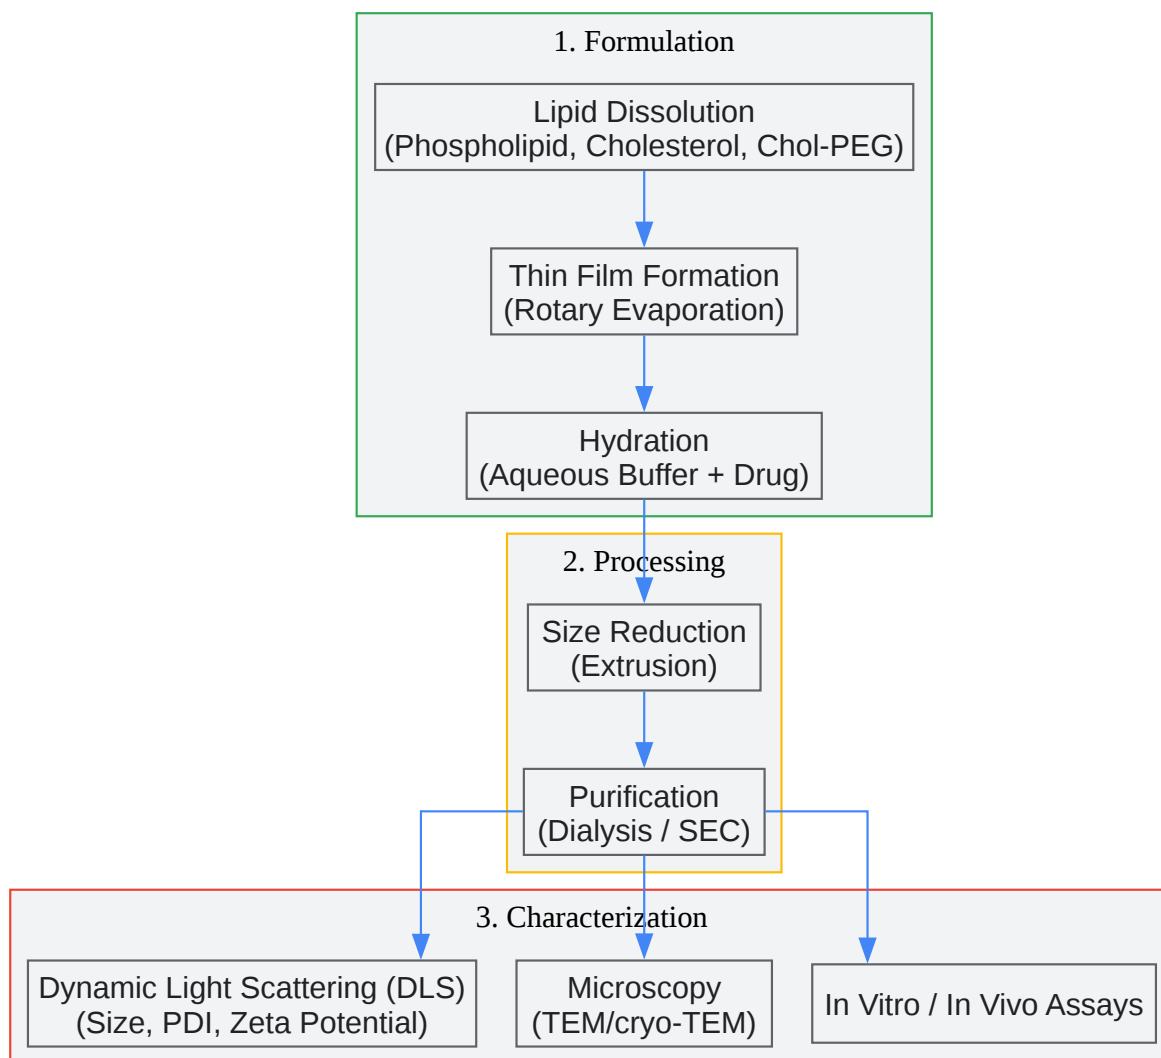 1. Formulation
Lipid Dissolution
(Phospholipid, Cholesterol, Chol-PEG)
Thin Film Formation
(Rotary Evaporation)
Hydration
(Aqueous Buffer + Drug)
2. Processing
Size Reduction
(Extrusion)
Purification
(Dialysis / SEC)
3. Characterization
Dynamic Light Scattering (DLS)
(Size, PDI, Zeta Potential)
Microscopy
(TEM/cryo-TEM)
In Vitro / In Vivo Assays